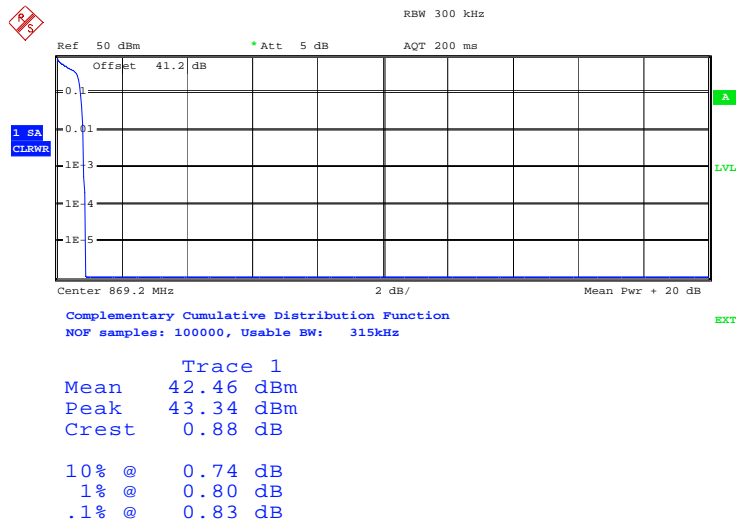 R S
RBW 300 kHz
Ref 50 dBm * Att 5 dB AQT 200 ms
Offset 41.2 dB
0.1
A
0.01
1 SA
CLRWR
1E-3
LVL
1E-4
1E-5
Center 869.2 MHz 2 dB/ Mean Pwr + 20 dB
Complementary Cumulative Distribution Function
EXT
NOF samples: 100000, Usable BW: 315kHz
Trace 1
Mean 42.46 dBm
Peak 43.34 dBm
Crest 0.88 dB
10% @ 0.74 dB
1% @ 0.80 dB
.1% @ 0.83 dB